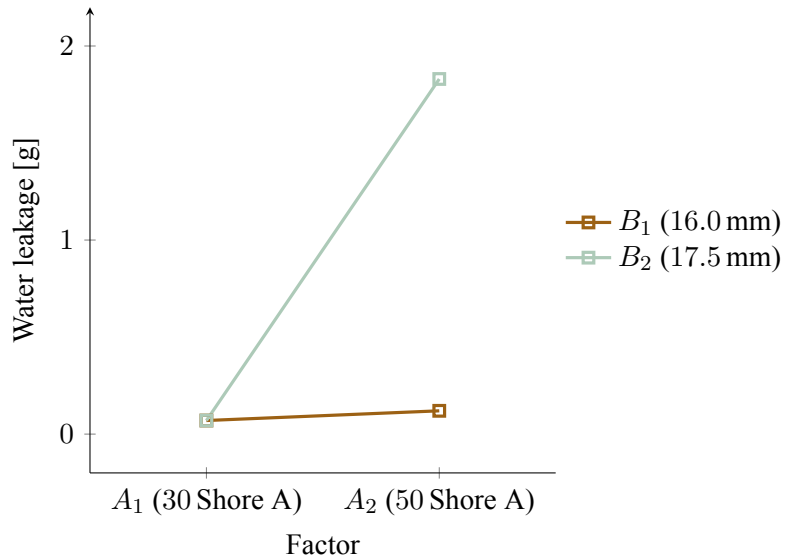 2
1
0
Water leakage [g]
A₁ (30 Shore A)
A₂ (50 Shore A)
Factor
B₁ (16.0 mm)
B₂ (17.5 mm)